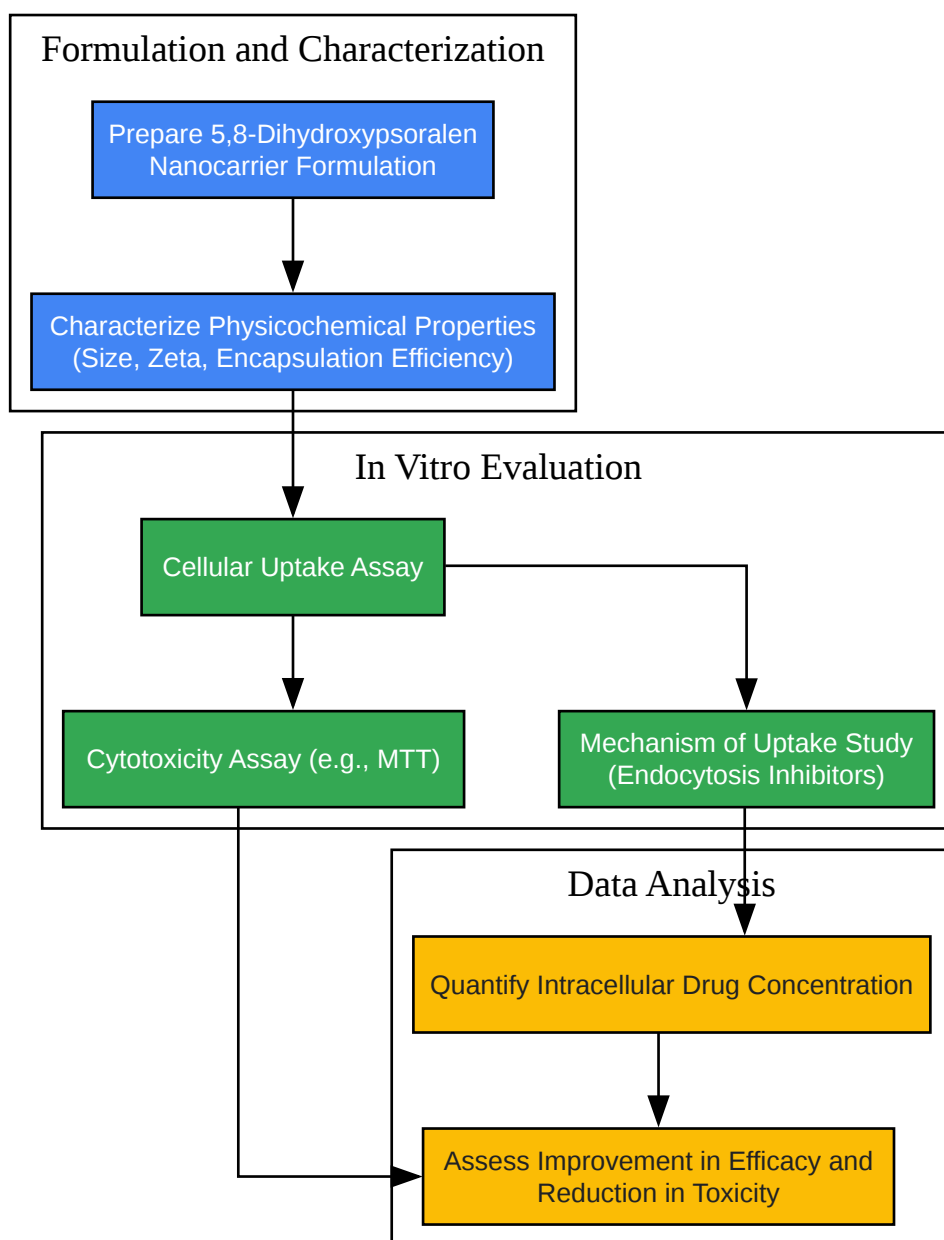 Formulation and Characterization
Prepare 5,8-Dihydroxypsoralen
Nanocarrier Formulation
Characterize Physicochemical Properties
(Size, Zeta, Encapsulation Efficiency)
In Vitro Evaluation
Cellular Uptake Assay
Cytotoxicity Assay (e.g., MTT)
Mechanism of Uptake Study
(Endocytosis Inhibitors)
Data Analysis
Quantify Intracellular Drug Concentration
Assess Improvement in Efficacy and
Reduction in Toxicity